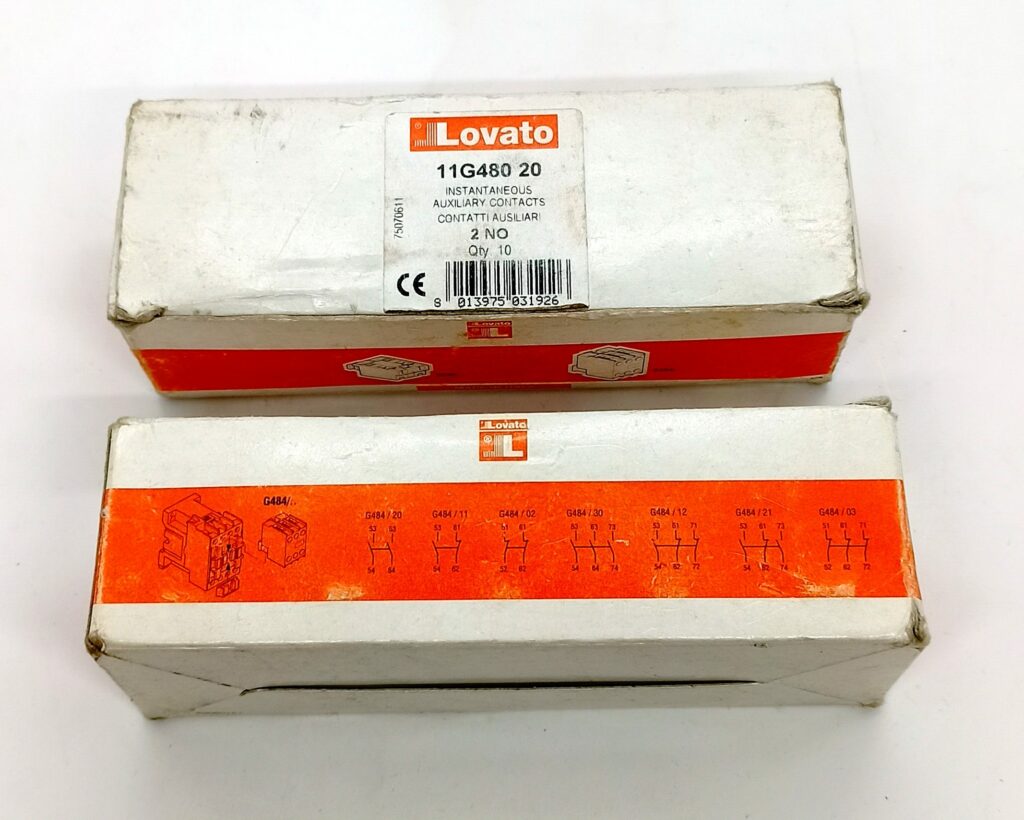 Lovato
11G480 20
INSTANTANEOUS
AUXILIARY CONTACTS
CONTATTI AUSILIARI
2 NO
Qty. 10
75070611
CE
8 013975 031926
Lovato
L
Lovato
L
G484/..
G484 / 20
53 63
54 64
G484 / 11
53 61
54 62
G484 / 02
51 61
52 62
G484 / 30
53 63 73
54 64 74
G484 / 12
53 61 71
54 62 72
G484 / 21
53 61 73
54 62 74
G484 / 03
51 61 71
52 62 72